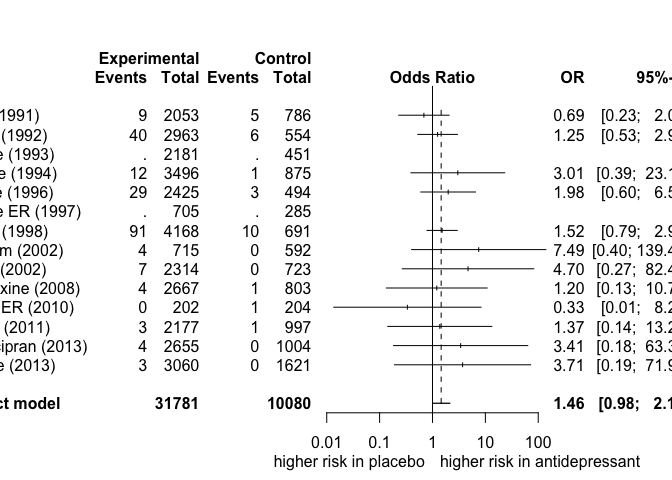 Experimental Control
Events Total Events Total Odds Ratio OR 95%-
1991) 9 2053 5 786 0.69 [0.23; 2.0
(1992) 40 2963 6 554 1.25 [0.53; 2.9
e (1993) . 2181 . 451
e (1994) 12 3496 1 875 3.01 [0.39; 23.1
e (1996) 29 2425 3 494 1.98 [0.60; 6.5
e ER (1997) . 705 . 285
(1998) 91 4168 10 691 1.52 [0.79; 2.9
m (2002) 4 715 0 592 7.49 [0.40; 139.4
(2002) 7 2314 0 723 4.70 [0.27; 82.4
xine (2008) 4 2667 1 803 1.20 [0.13; 10.7
ER (2010) 0 202 1 204 0.33 [0.01; 8.2
(2011) 3 2177 1 997 1.37 [0.14; 13.2
cipran (2013) 4 2655 0 1004 3.41 [0.18; 63.3
e (2013) 3 3060 0 1621 3.71 [0.19; 71.9
ct model 31781 10080 1.46 [0.98; 2.1
0.01 0.1 1 10 100
higher risk in placebo higher risk in antidepressant